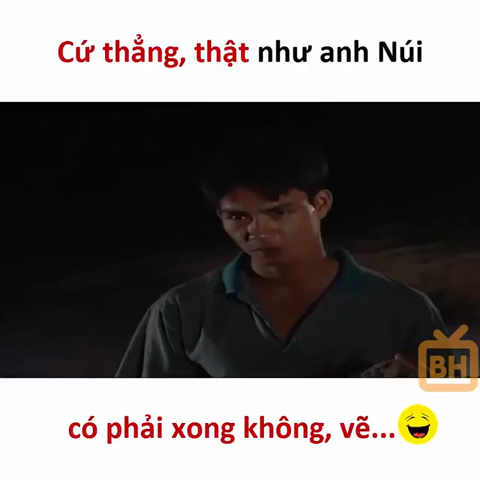 Cứ thẳng, thật như anh Núi
BH
có phải xong không, vẽ...